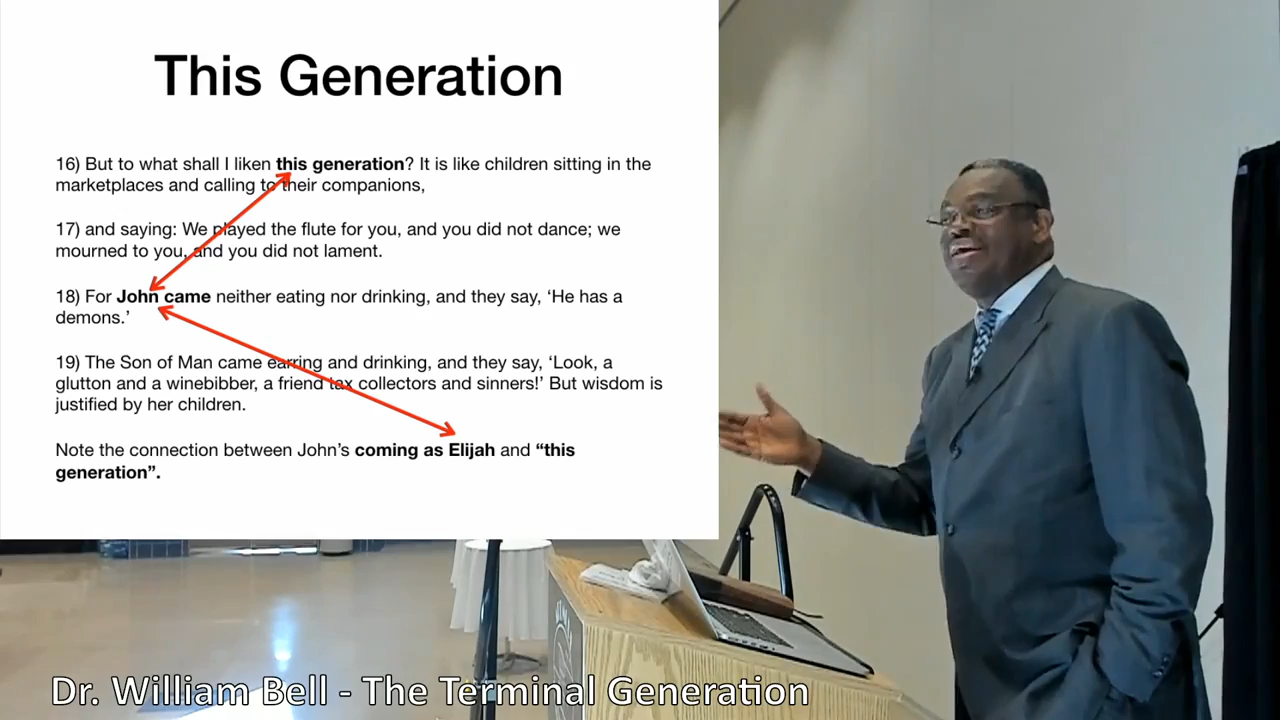 This Generation
16) But to what shall I liken this generation? It is like children sitting in the
marketplaces and calling to their companions,
17) and saying: We played the flute for you, and you did not dance; we
mourned to you, and you did not lament.
18) For John came neither eating nor drinking, and they say, ‘He has a
demons.’
19) The Son of Man came earring and drinking, and they say, ‘Look, a
glutton and a winebibber, a friend tax collectors and sinners!’ But wisdom is
justified by her children.
Note the connection between John’s coming as Elijah and “this
generation”.
Dr. William Bell - The Terminal Generation